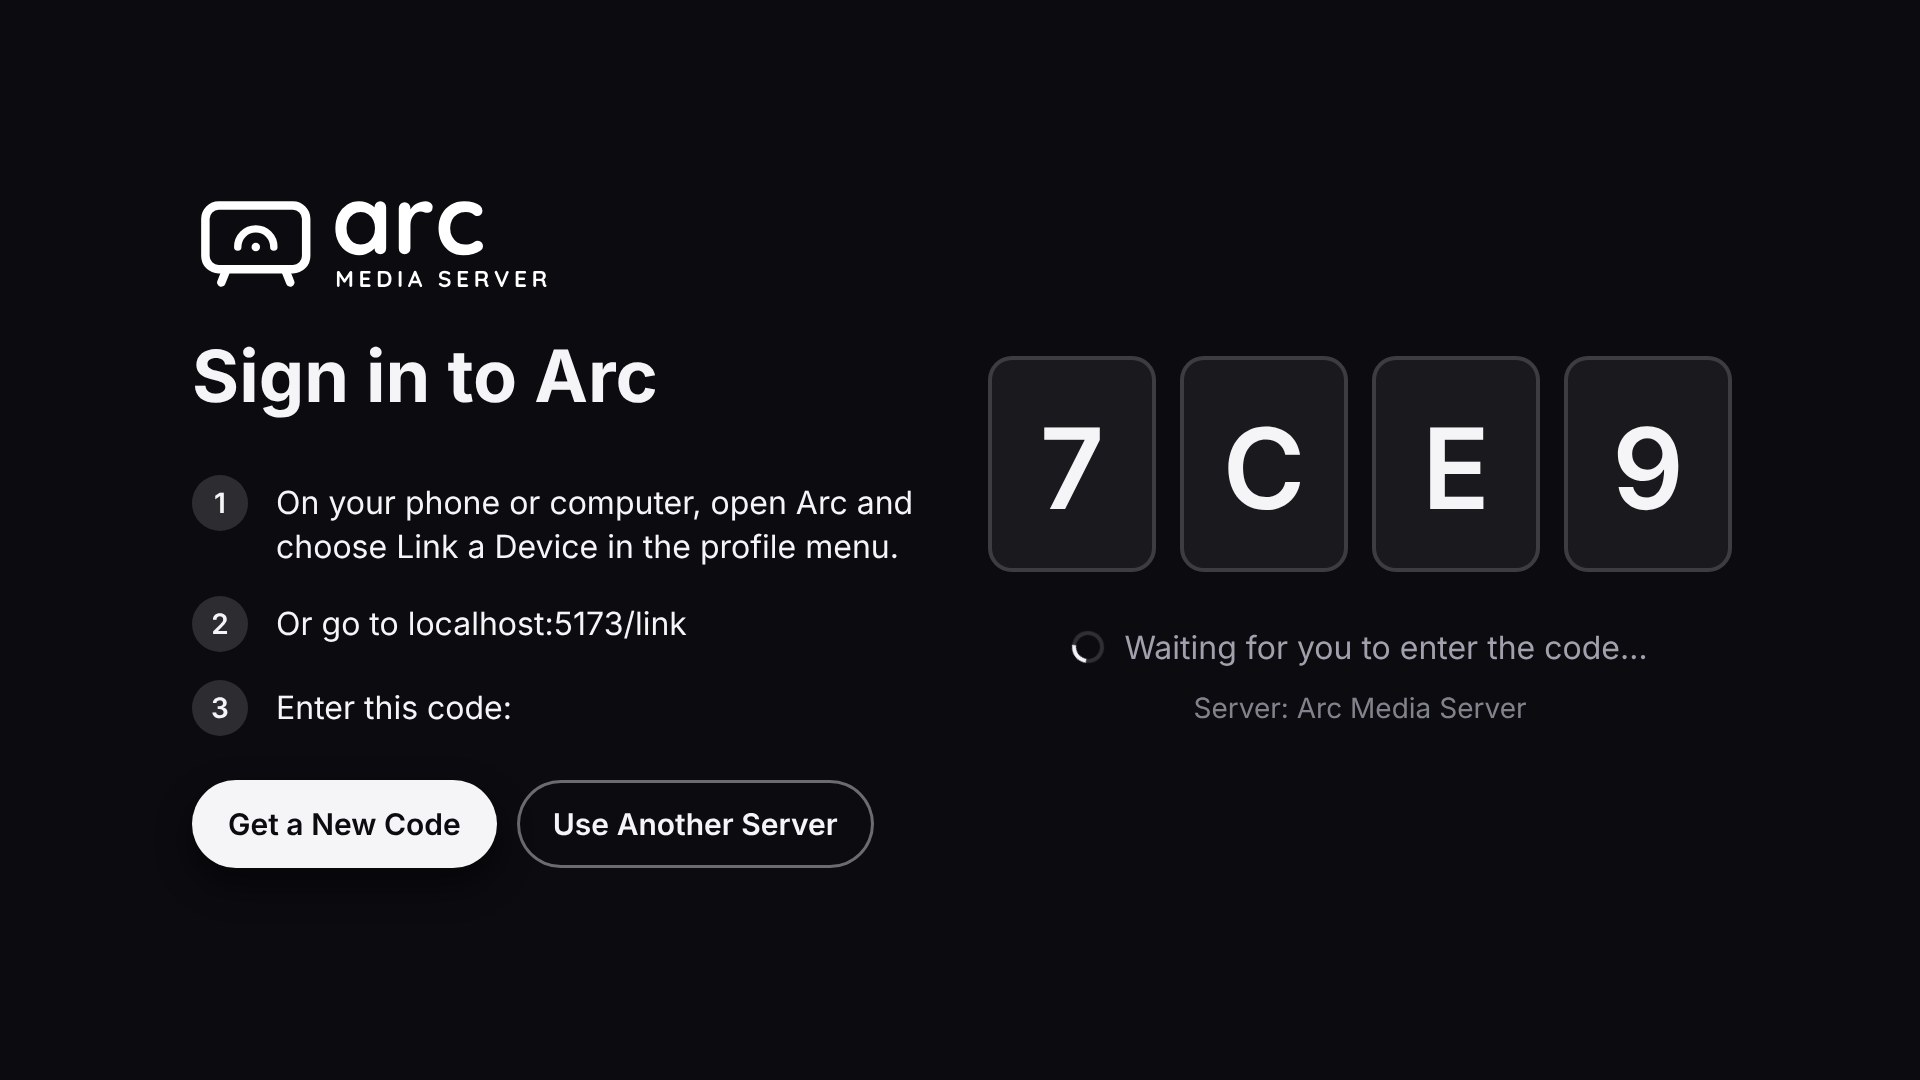 arc
MEDIA SERVER
Sign in to Arc
1
On your phone or computer, open Arc and
choose Link a Device in the profile menu.
2
Or go to localhost:5173/link
3
Enter this code:
Get a New Code
Use Another Server
7 C E 9
Waiting for you to enter the code...
Server: Arc Media Server